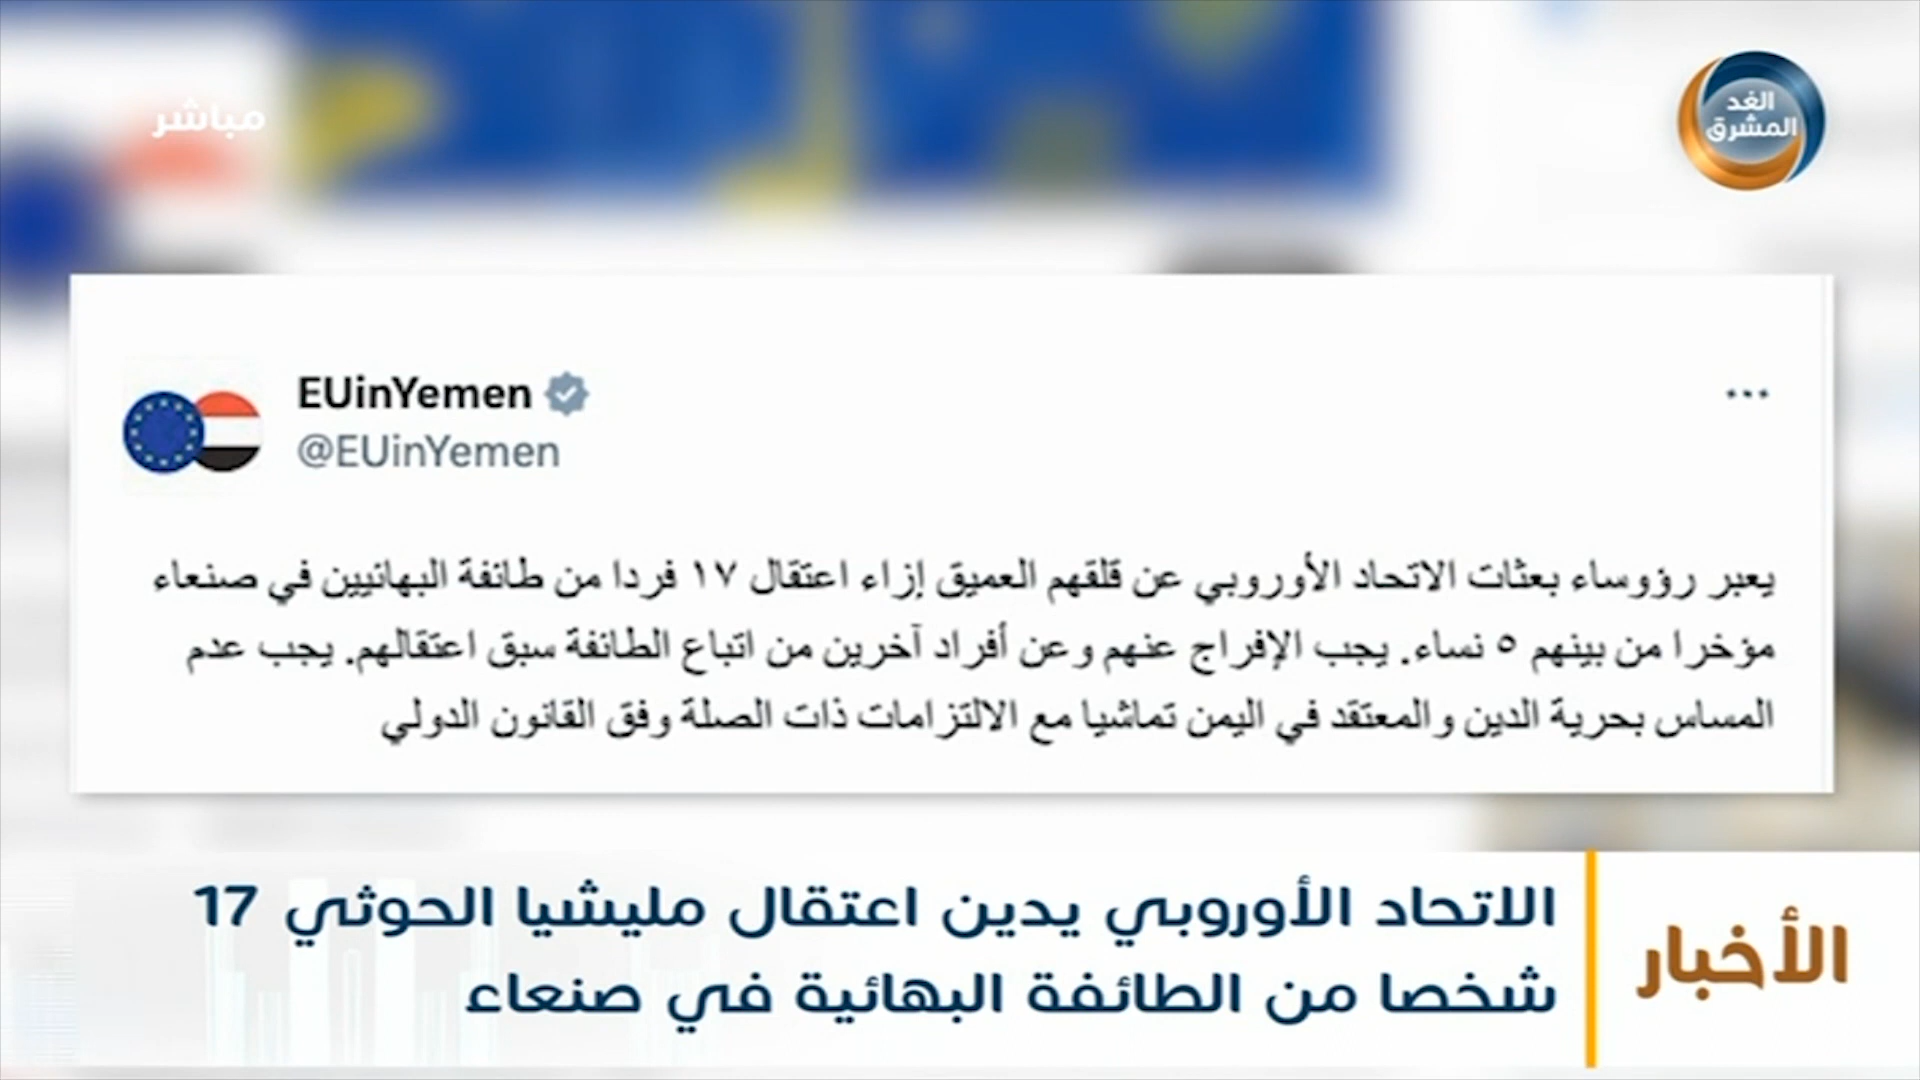 مباشر
الغد
المشرق
EUinYemen
@EUinYemen
يعبر رؤوساء بعثات الاتحاد الأوروبي عن قلقهم العميق إزاء اعتقال ١٧ فردا من طائفة البهائيين في صنعاء
مؤخرا من بينهم ٥ نساء. يجب الإفراج عنهم وعن أفراد آخرين من اتباع الطائفة سبق اعتقالهم. يجب عدم
المساس بحرية الدين والمعتقد في اليمن تماشيا مع الالتزامات ذات الصلة وفق القانون الدولي
الأخبار
الاتحاد الأوروبي يدين اعتقال مليشيا الحوثي 17
شخصا من الطائفة البهائية في صنعاء